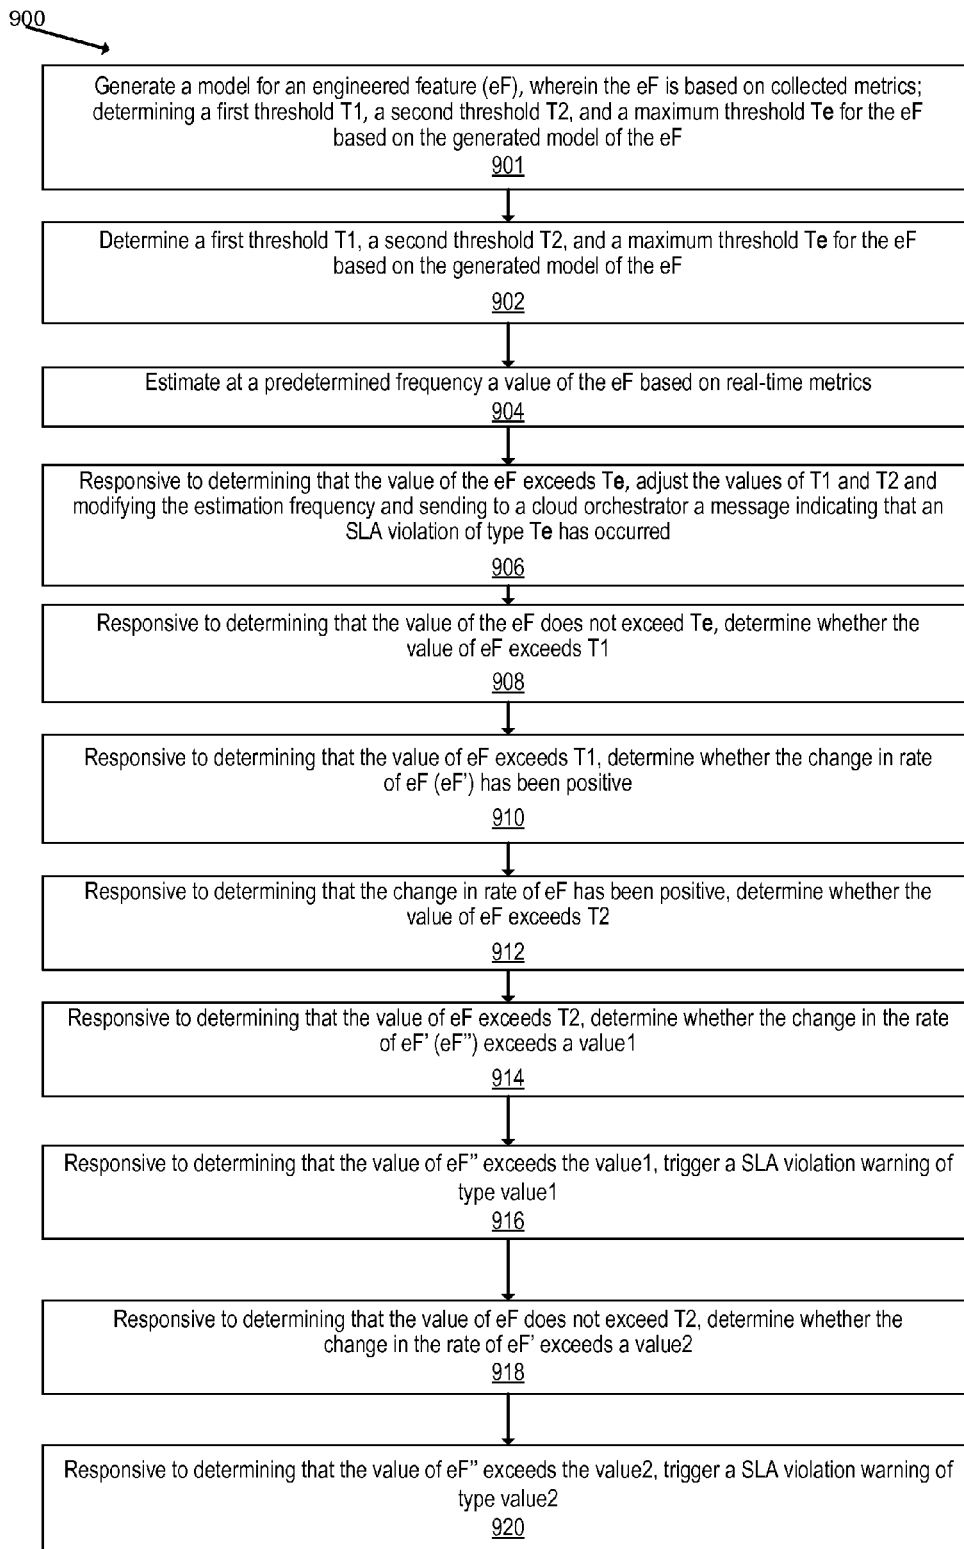 900
Generate a model for an engineered feature (eF), wherein the eF is based on collected metrics;
determining a first threshold T1, a second threshold T2, and a maximum threshold Te for the eF
based on the generated model of the eF
901
Determine a first threshold T1, a second threshold T2, and a maximum threshold Te for the eF
based on the generated model of the eF
902
Estimate at a predetermined frequency a value of the eF based on real-time metrics
904
Responsive to determining that the value of the eF exceeds Te, adjust the values of T1 and T2 and
modifying the estimation frequency and sending to a cloud orchestrator a message indicating that an
SLA violation of type Te has occurred
906
Responsive to determining that the value of the eF does not exceed Te, determine whether the
value of eF exceeds T1
908
Responsive to determining that the value of eF exceeds T1, determine whether the change in rate
of eF (eF’) has been positive
910
Responsive to determining that the change in rate of eF has been positive, determine whether the
value of eF exceeds T2
912
Responsive to determining that the value of eF exceeds T2, determine whether the change in the rate
of eF’ (eF”) exceeds a value1
914
Responsive to determining that the value of eF” exceeds the value1, trigger a SLA violation warning of
type value1
916
Responsive to determining that the value of eF does not exceed T2, determine whether the
change in the rate of eF’ exceeds a value2
918
Responsive to determining that the value of eF” exceeds the value2, trigger a SLA violation warning of
type value2
920